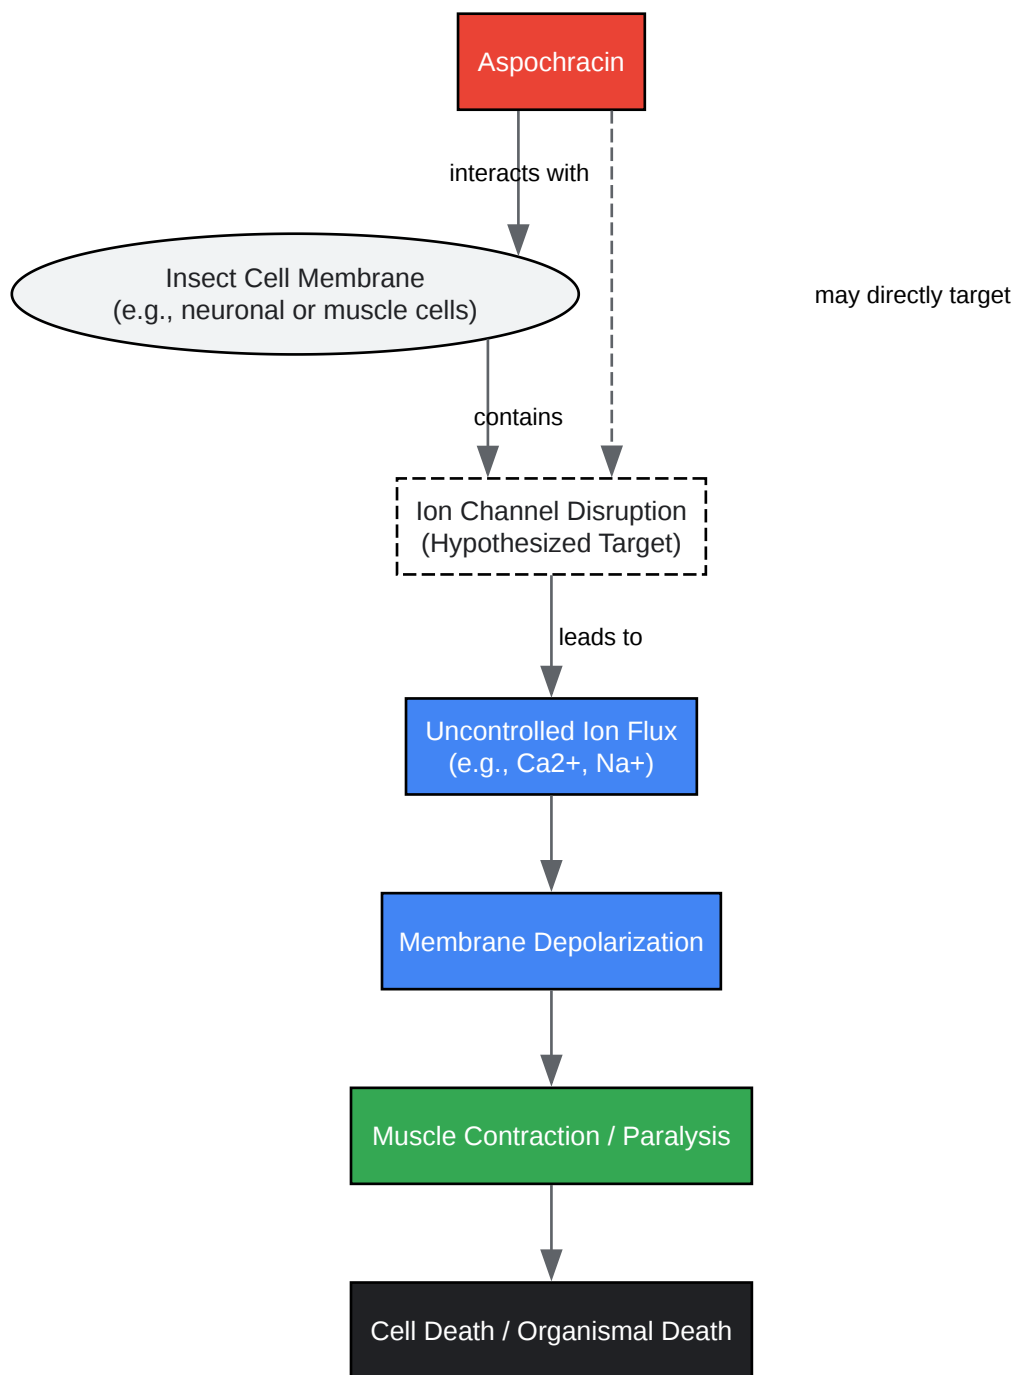 Aspochracin
interacts with
Insect Cell Membrane
(e.g., neuronal or muscle cells)
may directly target
contains
Ion Channel Disruption
(Hypothesized Target)
leads to
Uncontrolled Ion Flux
(e.g., Ca2+, Na+)
Membrane Depolarization
Muscle Contraction / Paralysis
Cell Death / Organismal Death